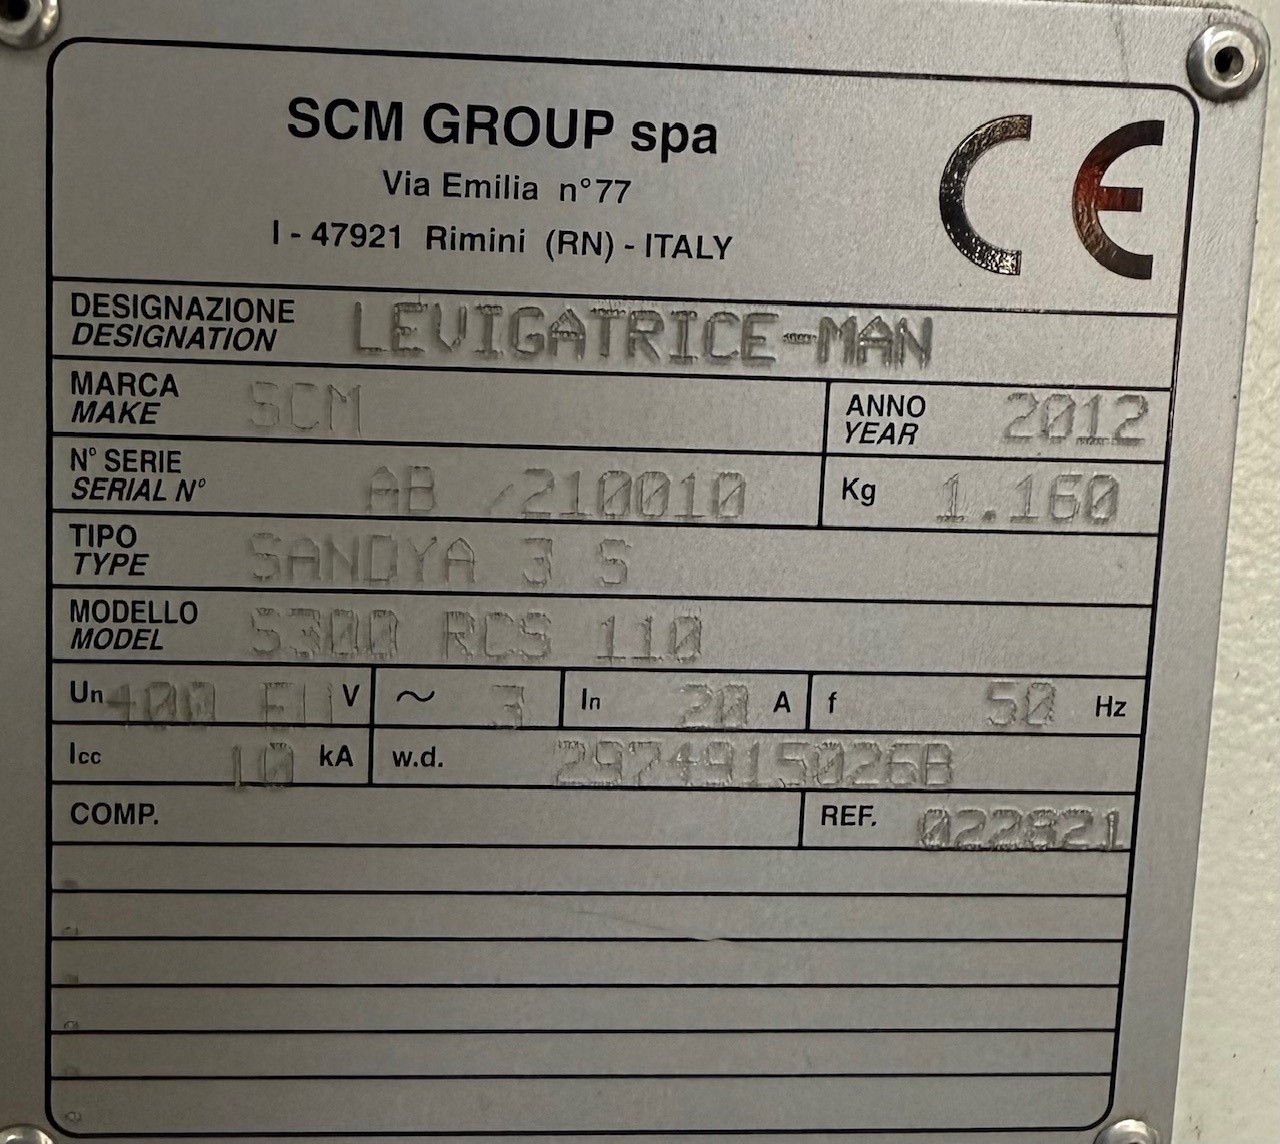 SCM GROUP spa
Via Emilia n°77
I - 47921 Rimini (RN) - ITALY
CE
DESIGNAZIONE
DESIGNATION LEVIGATRICE-MAN
MARCA
MAKE SCM
ANNO
YEAR 2012
N° SERIE
SERIAL N° AB /210010
Kg 1.160
TIPO
TYPE SANDYA 3 S
MODELLO
MODEL S300 RCS 110
Un 400 EU V ~ 3 In 20 A f 50 Hz
Icc 10 kA w.d. 2974915026B
COMP. REF. 022821